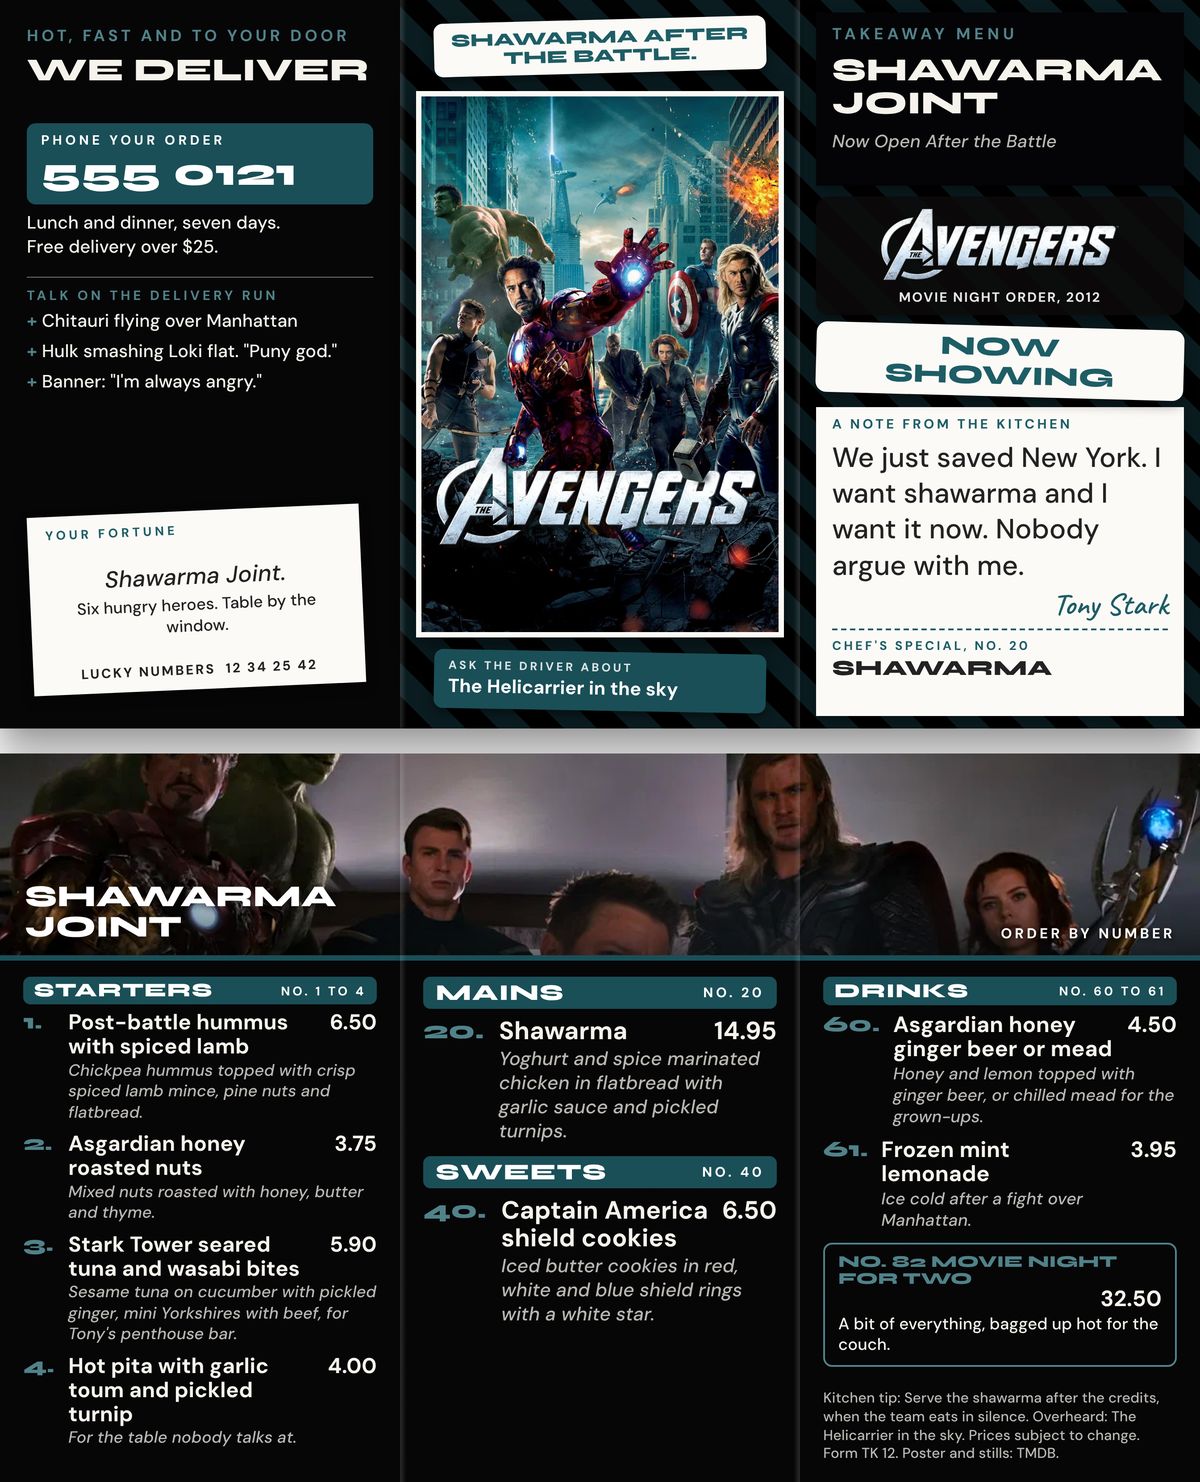 HOT, FAST AND TO YOUR DOOR
WE DELIVER
PHONE YOUR ORDER
555 0121
Lunch and dinner, seven days.
Free delivery over $25.
TALK ON THE DELIVERY RUN
+ Chitauri flying over Manhattan
+ Hulk smashing Loki flat. "Puny god."
+ Banner: "I'm always angry."
YOUR FORTUNE
Shawarma Joint.
Six hungry heroes. Table by the
window.
LUCKY NUMBERS 12 34 25 42
SHAWARMA AFTER
THE BATTLE.
THE AVENGERS
ASK THE DRIVER ABOUT
The Helicarrier in the sky
TAKEAWAY MENU
SHAWARMA
JOINT
Now Open After the Battle
THE AVENGERS
MOVIE NIGHT ORDER, 2012
NOW
SHOWING
A NOTE FROM THE KITCHEN
We just saved New York. I
want shawarma and I
want it now. Nobody
argue with me.
Tony Stark
CHEF'S SPECIAL, NO. 20
SHAWARMA
SHAWARMA
JOINT
ORDER BY NUMBER
STARTERS NO. 1 TO 4
1. Post-battle hummus 6.50
with spiced lamb
Chickpea hummus topped with crisp
spiced lamb mince, pine nuts and
flatbread.
2. Asgardian honey 3.75
roasted nuts
Mixed nuts roasted with honey, butter
and thyme.
3. Stark Tower seared 5.90
tuna and wasabi bites
Sesame tuna on cucumber with pickled
ginger, mini Yorkshires with beef, for
Tony's penthouse bar.
4. Hot pita with garlic 4.00
toum and pickled
turnip
For the table nobody talks at.
MAINS NO. 20
20. Shawarma 14.95
Yoghurt and spice marinated
chicken in flatbread with
garlic sauce and pickled
turnips.
SWEETS NO. 40
40. Captain America 6.50
shield cookies
Iced butter cookies in red,
white and blue shield rings
with a white star.
DRINKS NO. 60 TO 61
60. Asgardian honey 4.50
ginger beer or mead
Honey and lemon topped with
ginger beer, or chilled mead for the
grown-ups.
61. Frozen mint 3.95
lemonade
Ice cold after a fight over
Manhattan.
NO. 82 MOVIE NIGHT
FOR TWO
32.50
A bit of everything, bagged up hot for the
couch.
Kitchen tip: Serve the shawarma after the credits,
when the team eats in silence. Overheard: The
Helicarrier in the sky. Prices subject to change.
Form TK 12. Poster and stills: TMDB.